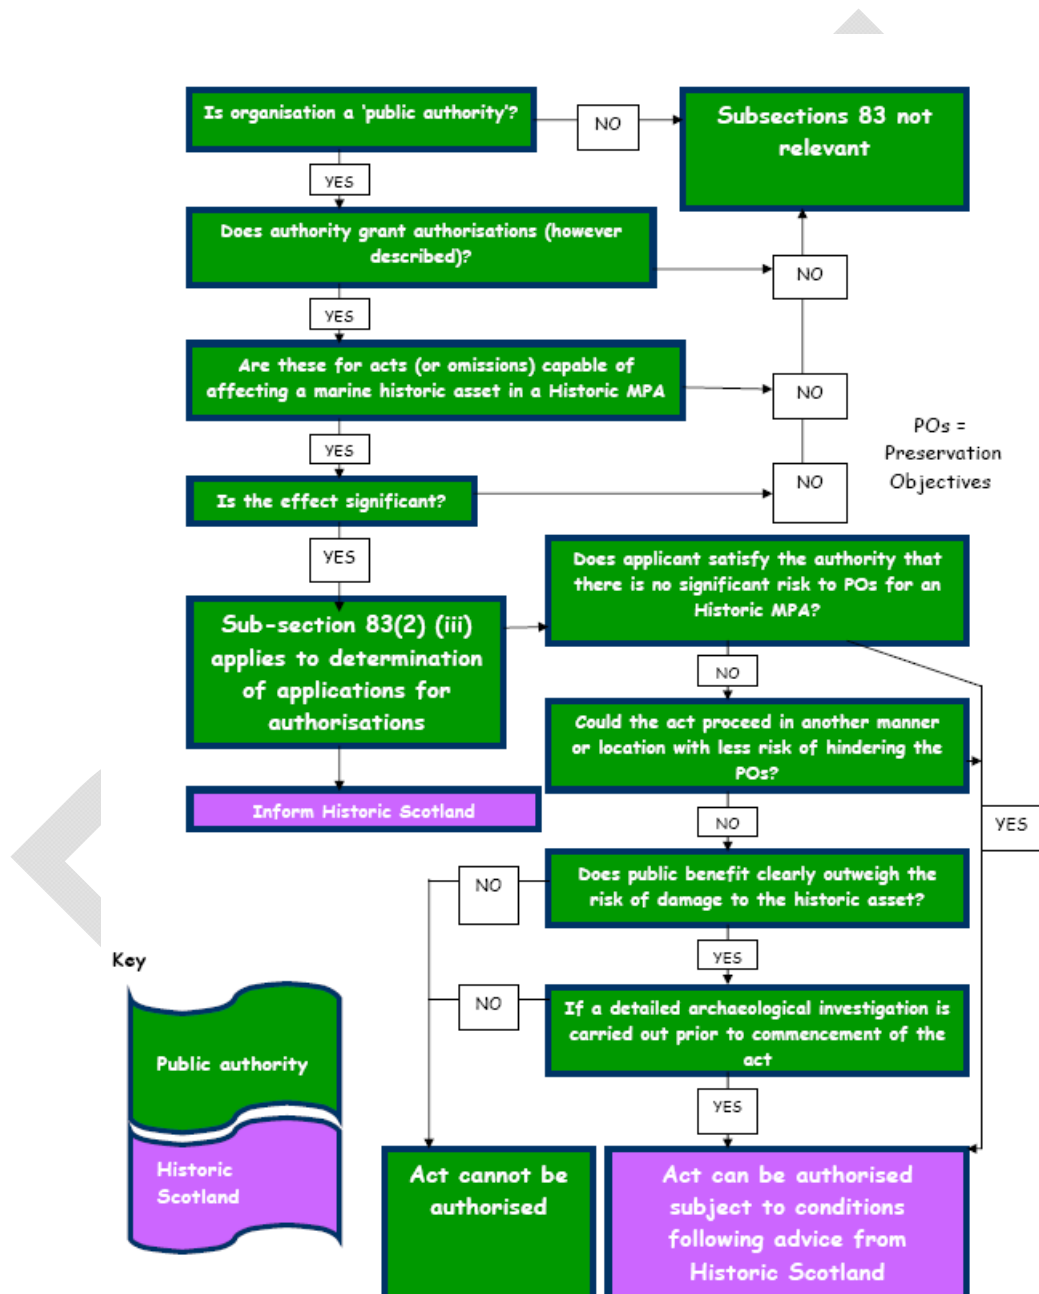 Is organisation a 'public authority'?
NO
Subsections 83 not
relevant
YES
Does authority grant authorisations (however
described)?
NO
YES
Are these for acts (or omissions) capable of
affecting a marine historic asset in a Historic MPA
NO
POs =
Preservation
Objectives
YES
Is the effect significant?
NO
YES
Does applicant satisfy the authority that
there is no significant risk to POs for an
Historic MPA?
Sub-section 83(2) (iii)
applies to determination
of applications for
authorisations
NO
Could the act proceed in another manner
or location with less risk of hindering the
POs?
Inform Historic Scotland
NO
YES
Does public benefit clearly outweigh the
risk of damage to the historic asset?
NO
YES
Key
If a detailed archaeological investigation is
carried out prior to commencement of the
act
NO
Public authority
YES
Historic
Scotland
Act cannot be
authorised
Act can be authorised
subject to conditions
following advice from
Historic Scotland